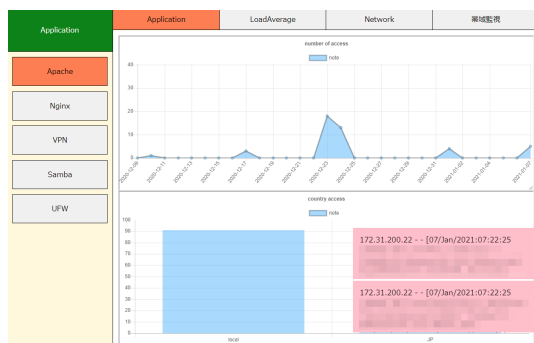 Application
Apache
Nginx
VPN
Samba
UFW
Application
LoadAverage
Network
帯域監視
number of access
note
40
30
20
10
0
2020-12-09
2020-12-11
2020-12-13
2020-12-15
2020-12-17
2020-12-19
2020-12-21
2020-12-23
2020-12-25
2020-12-27
2020-12-29
2020-12-31
2021-01-02
2021-01-04
2021-01-07
country access
note
100
90
80
70
60
50
40
30
20
10
0
local
JP
172.31.200.22 - - [07/Jan/2021:07:22:25
172.31.200.22 - - [07/Jan/2021:07:22:25